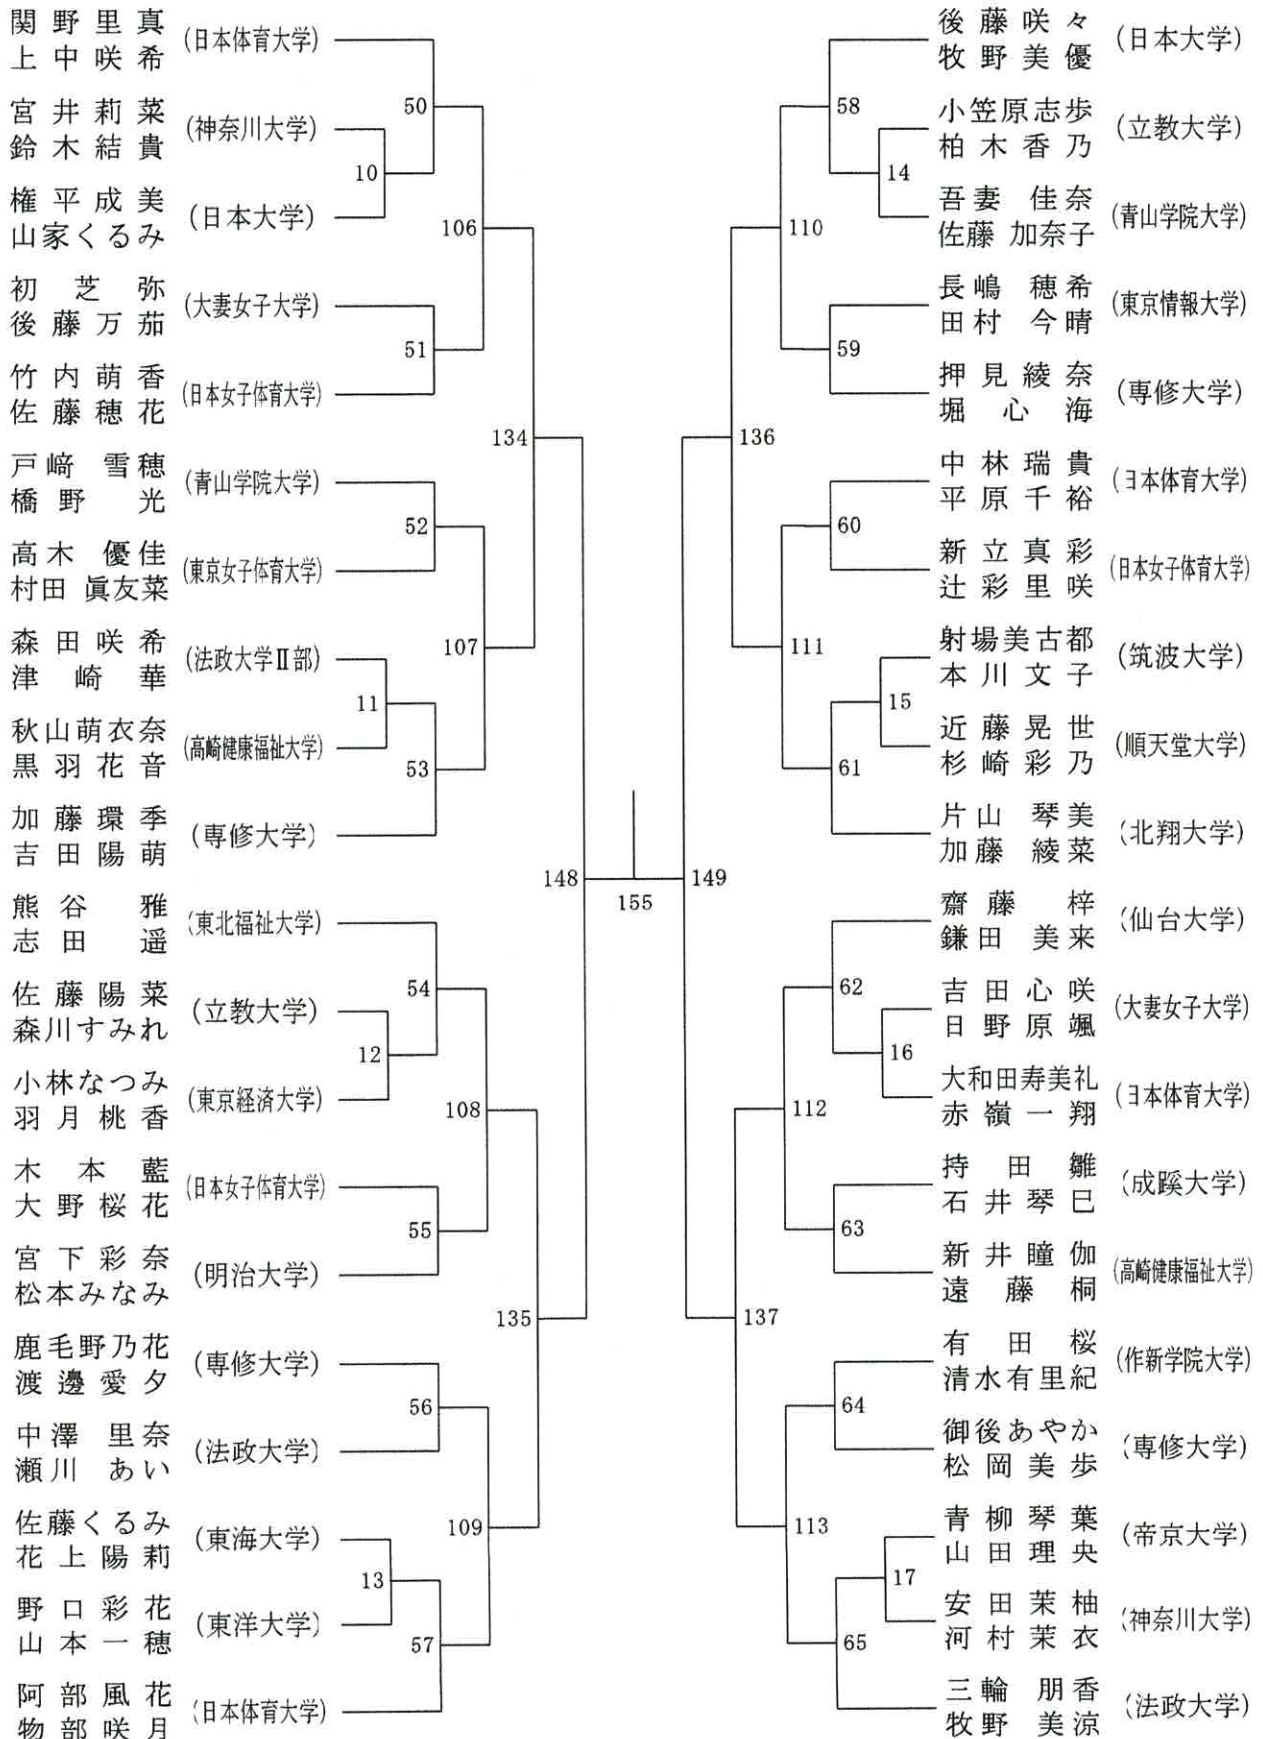 関野里真
上中咲希
(日本体育大学)
宮井莉菜
鈴木結貴
(神奈川大学)
権平成美
山家くるみ
(日本大学)
初芝弥
後藤万茄
(大妻女子大学)
竹内萌香
佐藤穂花
(日本女子体育大学)
戸﨑 雪穂
橋野 光
(青山学院大学)
高木 優佳
村田 眞友菜
(東京女子体育大学)
森田咲希
津崎華
(法政大学Ⅱ部)
秋山萌衣奈
黒羽花音
(高崎健康福祉大学)
加藤環季
吉田陽萌
(専修大学)
熊谷 雅
志田 遥
(東北福祉大学)
佐藤陽菜
森川すみれ
(立教大学)
小林なつみ
羽月桃香
(東京経済大学)
木本藍
大野桜花
(日本女子体育大学)
宮下彩奈
松本みなみ
(明治大学)
鹿毛野乃花
渡邊愛夕
(専修大学)
中澤 里奈
瀬川 あい
(法政大学)
佐藤くるみ
花上陽莉
(東海大学)
野口彩花
山本一穂
(東洋大学)
阿部風花
物部咲月
(日本体育大学)
50
10
106
51
134
52
107
11
53
148
54
12
108
55
135
56
109
13
57
155
58
14
110
59
136
60
111
15
61
149
62
16
112
63
137
64
113
17
65
後藤咲々
牧野美優
(日本大学)
小笠原志歩
柏木香乃
(立教大学)
吾妻 佳奈
佐藤 加奈子
(青山学院大学)
長嶋 穂希
田村 今晴
(東京情報大学)
押見綾奈
堀心海
(専修大学)
中林瑞貴
平原千裕
(日本体育大学)
新立真彩
辻彩里咲
(日本女子体育大学)
射場美古都
本川文子
(筑波大学)
近藤晃世
杉崎彩乃
(順天堂大学)
片山 琴美
加藤 綾菜
(北翔大学)
齋藤 梓
鎌田 美来
(仙台大学)
吉田心咲
日野原颯
(大妻女子大学)
大和田寿美礼
赤嶺一翔
(日本体育大学)
持田雛
石井琴巳
(成蹊大学)
新井瞳伽
遠藤桐
(高崎健康福祉大学)
有田桜
清水有里紀
(作新学院大学)
御後あやか
松岡美歩
(専修大学)
青柳琴葉
山田理央
(帝京大学)
安田茉柚
河村茉衣
(神奈川大学)
三輪 朋香
牧野 美涼
(法政大学)